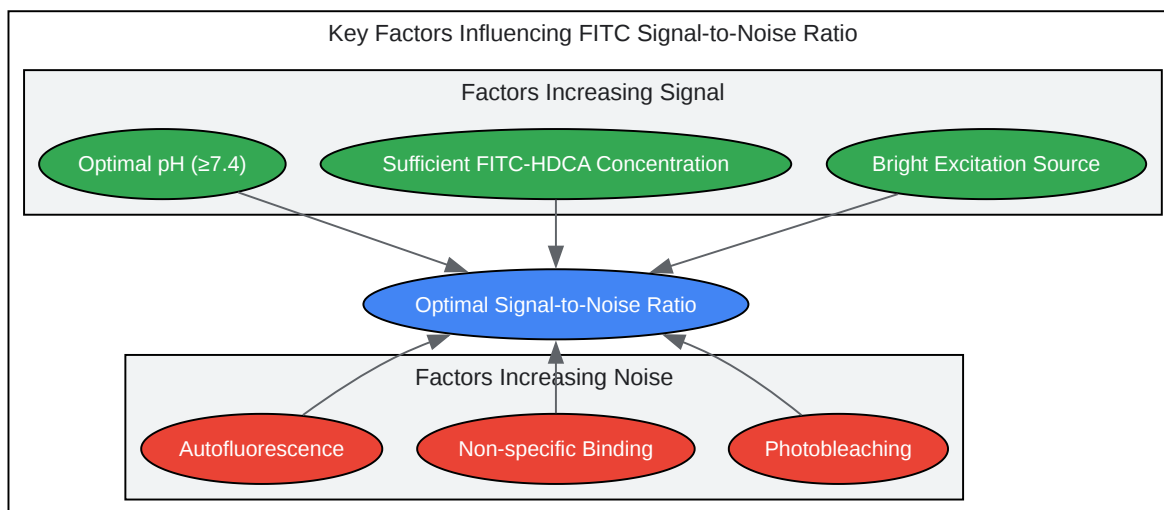 Key Factors Influencing FITC Signal-to-Noise Ratio
Factors Increasing Signal
Optimal pH (≥7.4)
Sufficient FITC-HDCA Concentration
Bright Excitation Source
Optimal Signal-to-Noise Ratio
Factors Increasing Noise
Autofluorescence
Non-specific Binding
Photobleaching